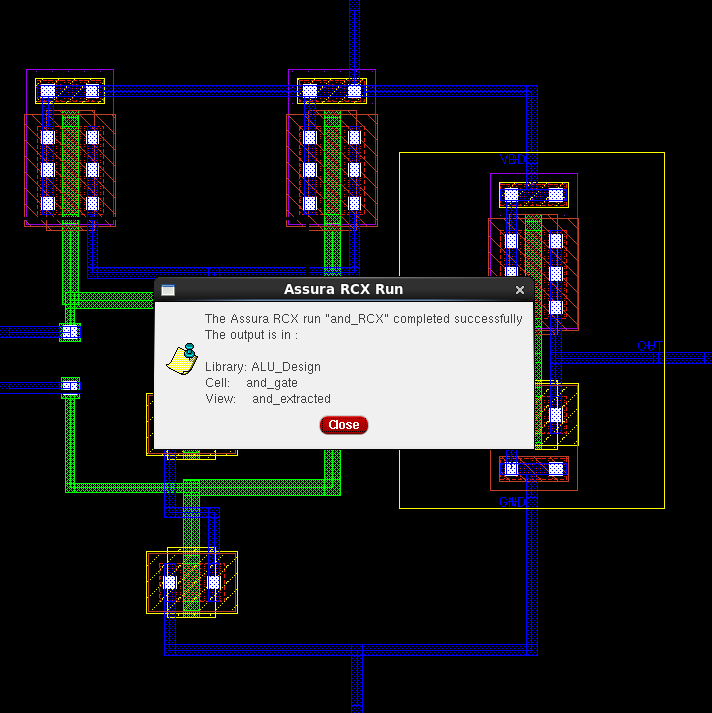 VDD
Assura RCX Run
The Assura RCX run "and_RCX" completed successfully
The output is in :
Library: ALU_Design
Cell: and_gate
View: and_extracted
Close
OUT
GND